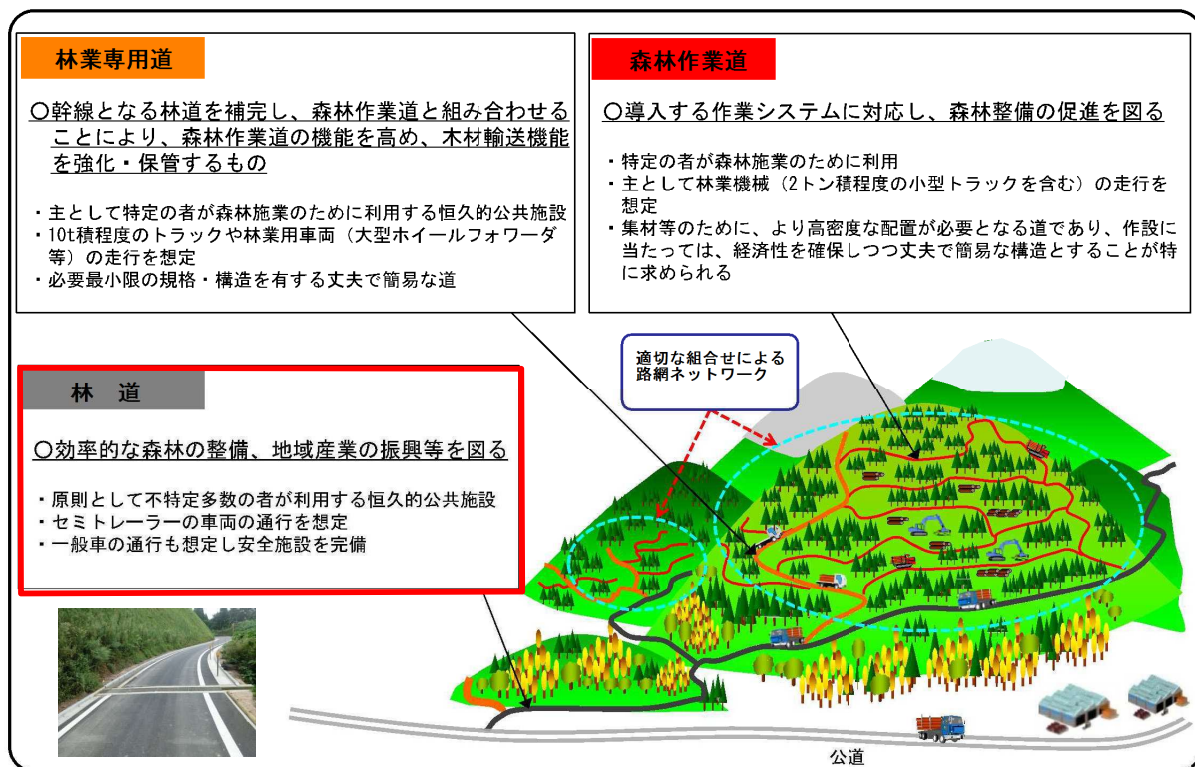 林業専用道
○幹線となる林道を補完し、森林作業道と組み合わせる
ことにより、森林作業道の機能を高め、木材輸送機能
を強化・保管するもの
・主として特定の者が森林施業のために利用する恒久的公共施設
・10t積程度のトラックや林業用車両（大型ホイールフォワーダ
等）の走行を想定
・必要最小限の規格・構造を有する丈夫で簡易な道
森林作業道
○導入する作業システムに対応し、森林整備の促進を図る
・特定の者が森林施業のために利用
・主として林業機械（2トン積程度の小型トラックを含む）の走行を
想定
・集材等のために、より高密度な配置が必要となる道であり、作設に
当たっては、経済性を確保しつつ丈夫で簡易な構造とすることが特
に求められる
適切な組合せによる
路網ネットワーク
林　道
○効率的な森林の整備、地域産業の振興等を図る
・原則として不特定多数の者が利用する恒久的公共施設
・セミトレーラーの車両の通行を想定
・一般車の通行も想定し安全施設を完備
公道